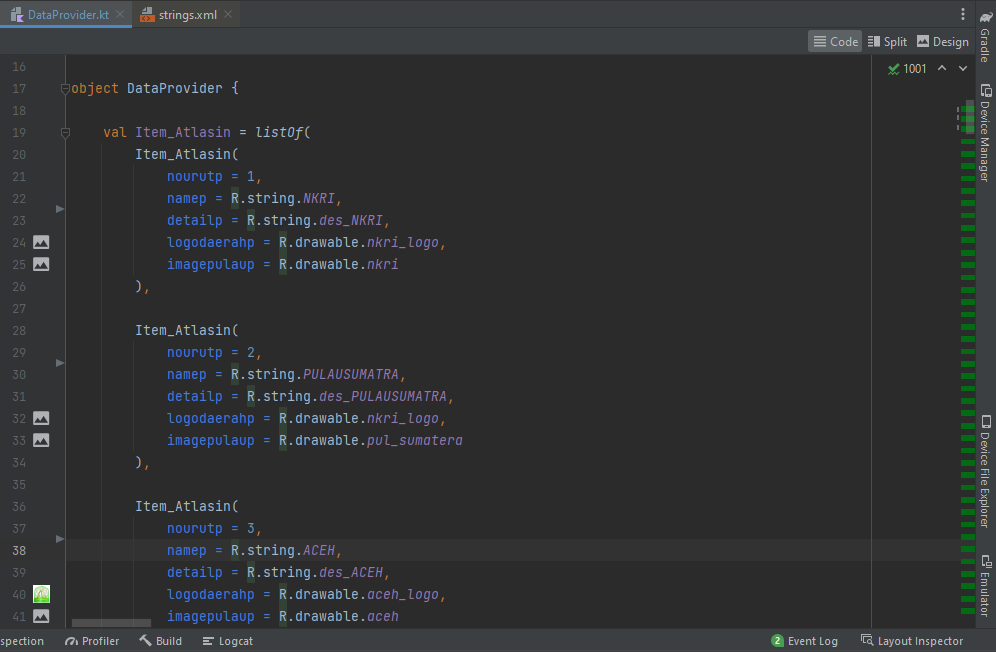 DataProvider.kt
strings.xml
Code
Split
Design
1001
16
17 object DataProvider {
18
19 val Item_Atlasin = listOf(
20 Item_Atlasin(
21 nourutp = 1,
22 namep = R.string.NKRI,
23 detailp = R.string.des_NKRI,
24 logodaerahp = R.drawable.nkri_logo,
25 imagepulaup = R.drawable.nkri
26 ),
27
28 Item_Atlasin(
29 nourutp = 2,
30 namep = R.string.PULAUSUMATRA,
31 detailp = R.string.des_PULAUSUMATRA,
32 logodaerahp = R.drawable.nkri_logo,
33 imagepulaup = R.drawable.pul_sumatera
34 ),
35
36 Item_Atlasin(
37 nourutp = 3,
38 namep = R.string.ACEH,
39 detailp = R.string.des_ACEH,
40 logodaerahp = R.drawable.aceh_logo,
41 imagepulaup = R.drawable.aceh
Gradle
Device Manager
Device File Explorer
Emulator
spection
Profiler
Build
Logcat
2 Event Log
Layout Inspector